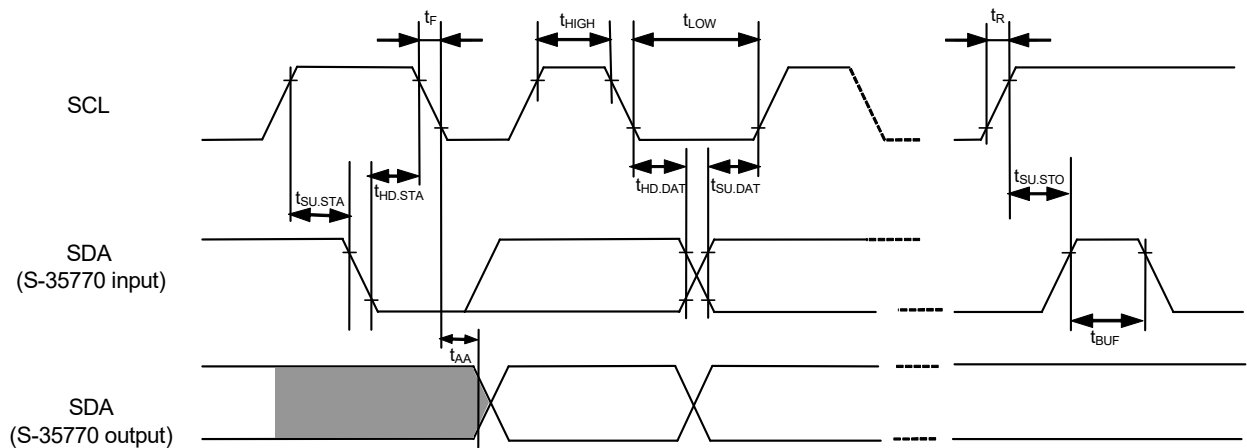 tF
tHIGH
tLOW
tR
SCL
tSU.STA
tHD.STA
tHD.DAT
tSU.DAT
tSU.STO
SDA
(S-35770 input)
tBUF
tAA
SDA
(S-35770 output)